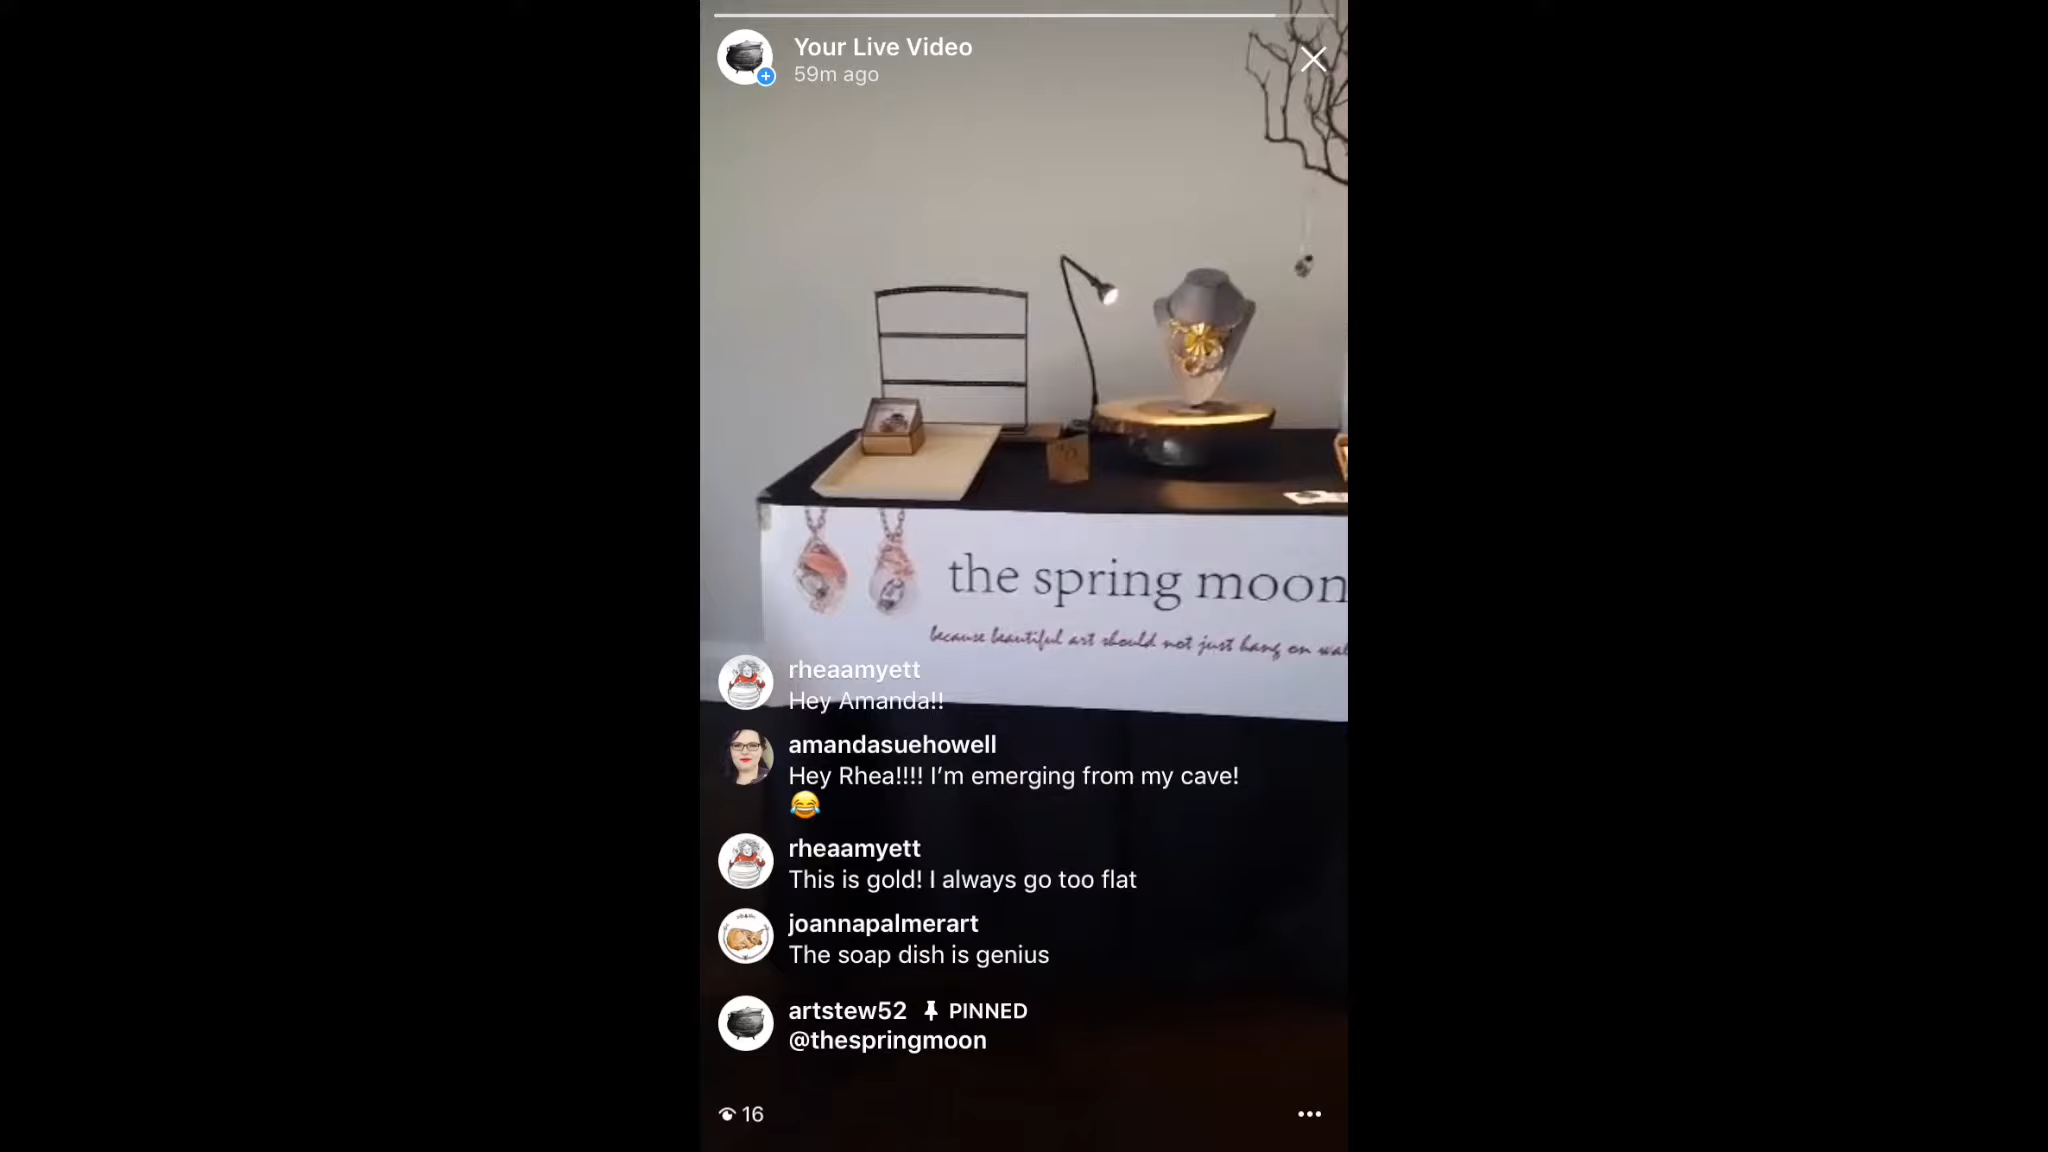 Your Live Video
59m ago
the spring moon
because beautiful art should not just hang on
rheaamyett
Hey Amanda!!
amandasuehowell
Hey Rhea!!!! I’m emerging from my cave!
😂
rheaamyett
This is gold! I always go too flat
joannapalmerart
The soap dish is genius
artstew52 PINNED
@thespringmoon
16